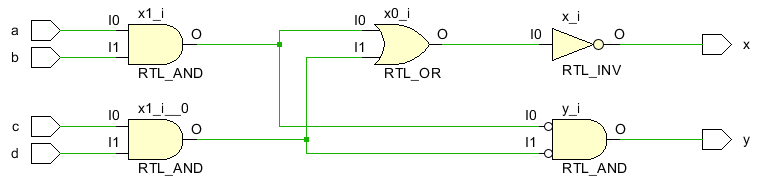 x1_i
x0_i
x_i
a
I0
O
I0
O
I0
O
x
b
I1
I1
RTL_AND
RTL_OR
RTL_INV
x1_i__0
y_i
c
I0
O
I0
O
y
d
I1
I1
RTL_AND
RTL_AND